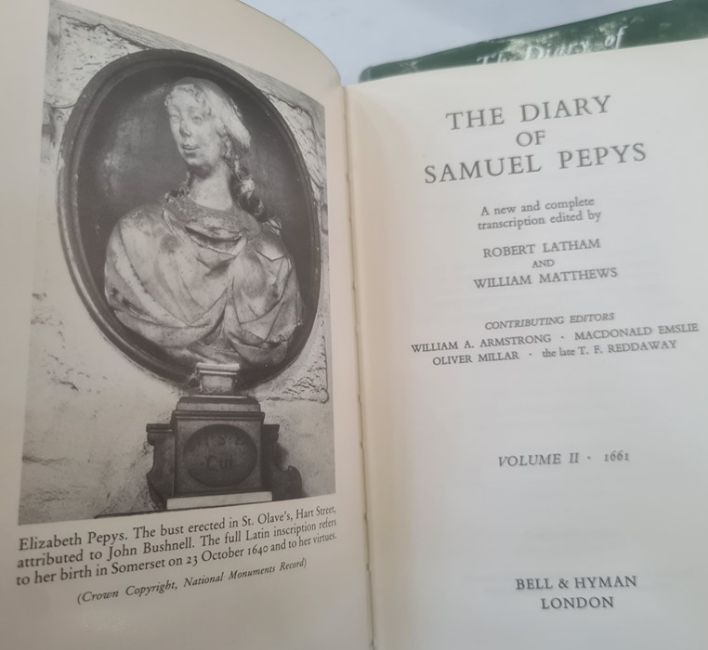 The Diary of
Elizabeth Pepys. The bust erected in St. Olave's, Hart Street,
attributed to John Bushnell. The full Latin inscription refers
to her birth in Somerset on 23 October 1640 and to her virtues.
(Crown Copyright, National Monuments Record)
THE DIARY
OF
SAMUEL PEPYS
A new and complete
transcription edited by
ROBERT LATHAM
AND
WILLIAM MATTHEWS
CONTRIBUTING EDITORS
WILLIAM A. ARMSTRONG · MACDONALD EMSLIE
OLIVER MILLAR · the late T. F. REDDAWAY
VOLUME II · 1661
BELL & HYMAN
LONDON